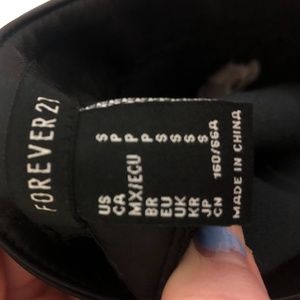 FOREVER 21
US S
CA P
MX/ECU P
BR P
EU S
UK S
KR S
JP S
CN 160/66A
MADE IN CHINA